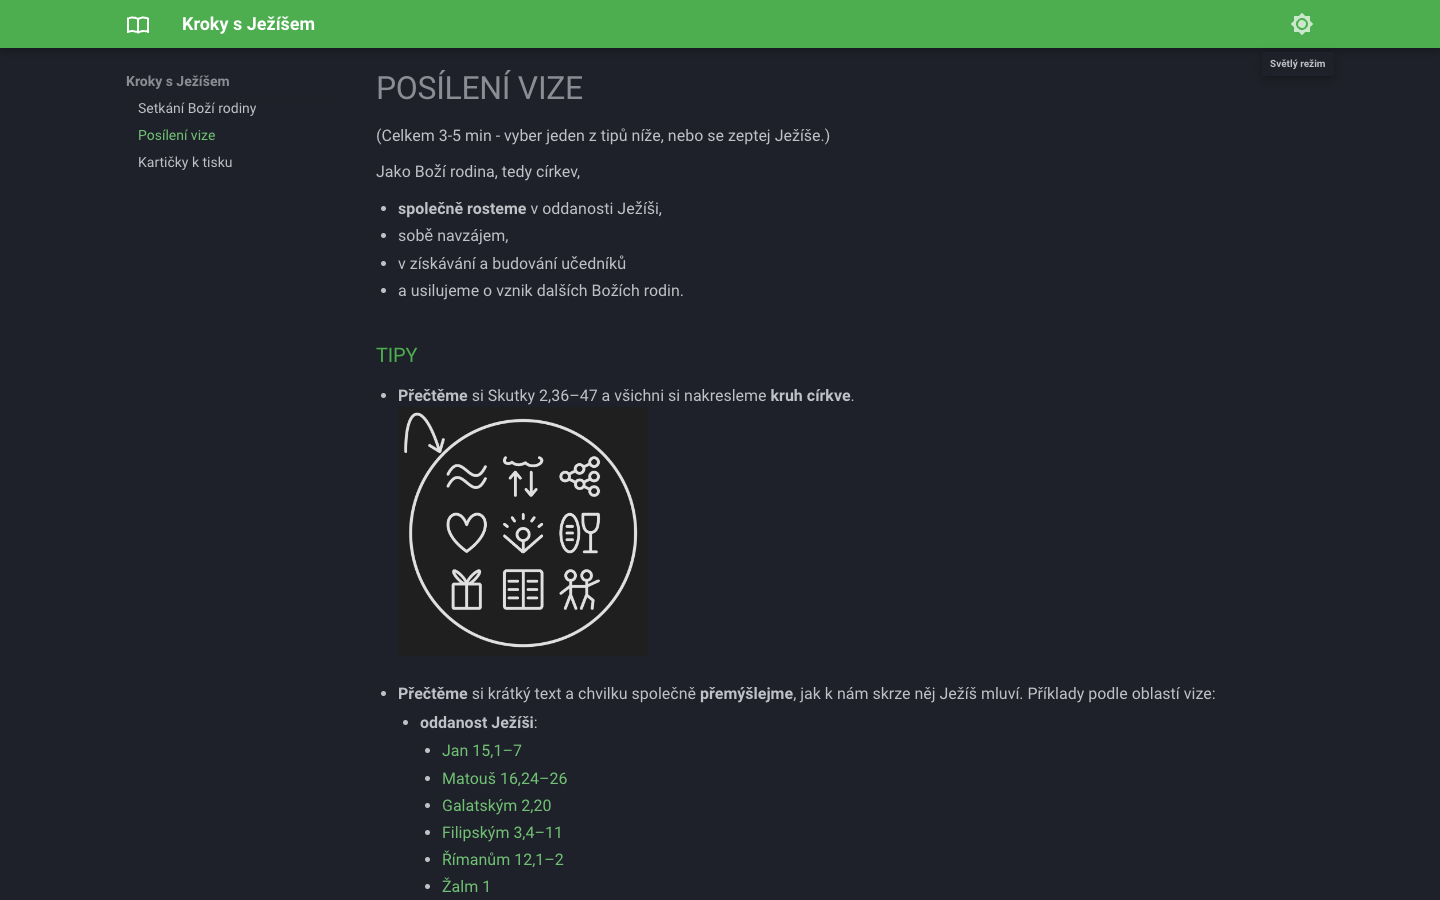 Kroky s Ježíšem
Světlý režim
Kroky s Ježíšem
Setkání Boží rodiny
Posílení vize
Kartičky k tisku
POSÍLENÍ VIZE
(Celkem 3-5 min - vyber jeden z tipů níže, nebo se zeptej Ježíše.)
Jako Boží rodina, tedy církev,
společně rosteme v oddanosti Ježíši,
sobě navzájem,
v získávání a budování učedníků
a usilujeme o vznik dalších Božích rodin.
TIPY
Přečtěme si Skutky 2,36–47 a všichni si nakresleme kruh církve.
Přečtěme si krátký text a chvilku společně přemýšlejme, jak k nám skrze něj Ježíš mluví. Příklady podle oblastí vize:
oddanost Ježíši:
Jan 15,1–7
Matouš 16,24–26
Galatským 2,20
Filipským 3,4–11
Římanům 12,1–2
Žalm 1